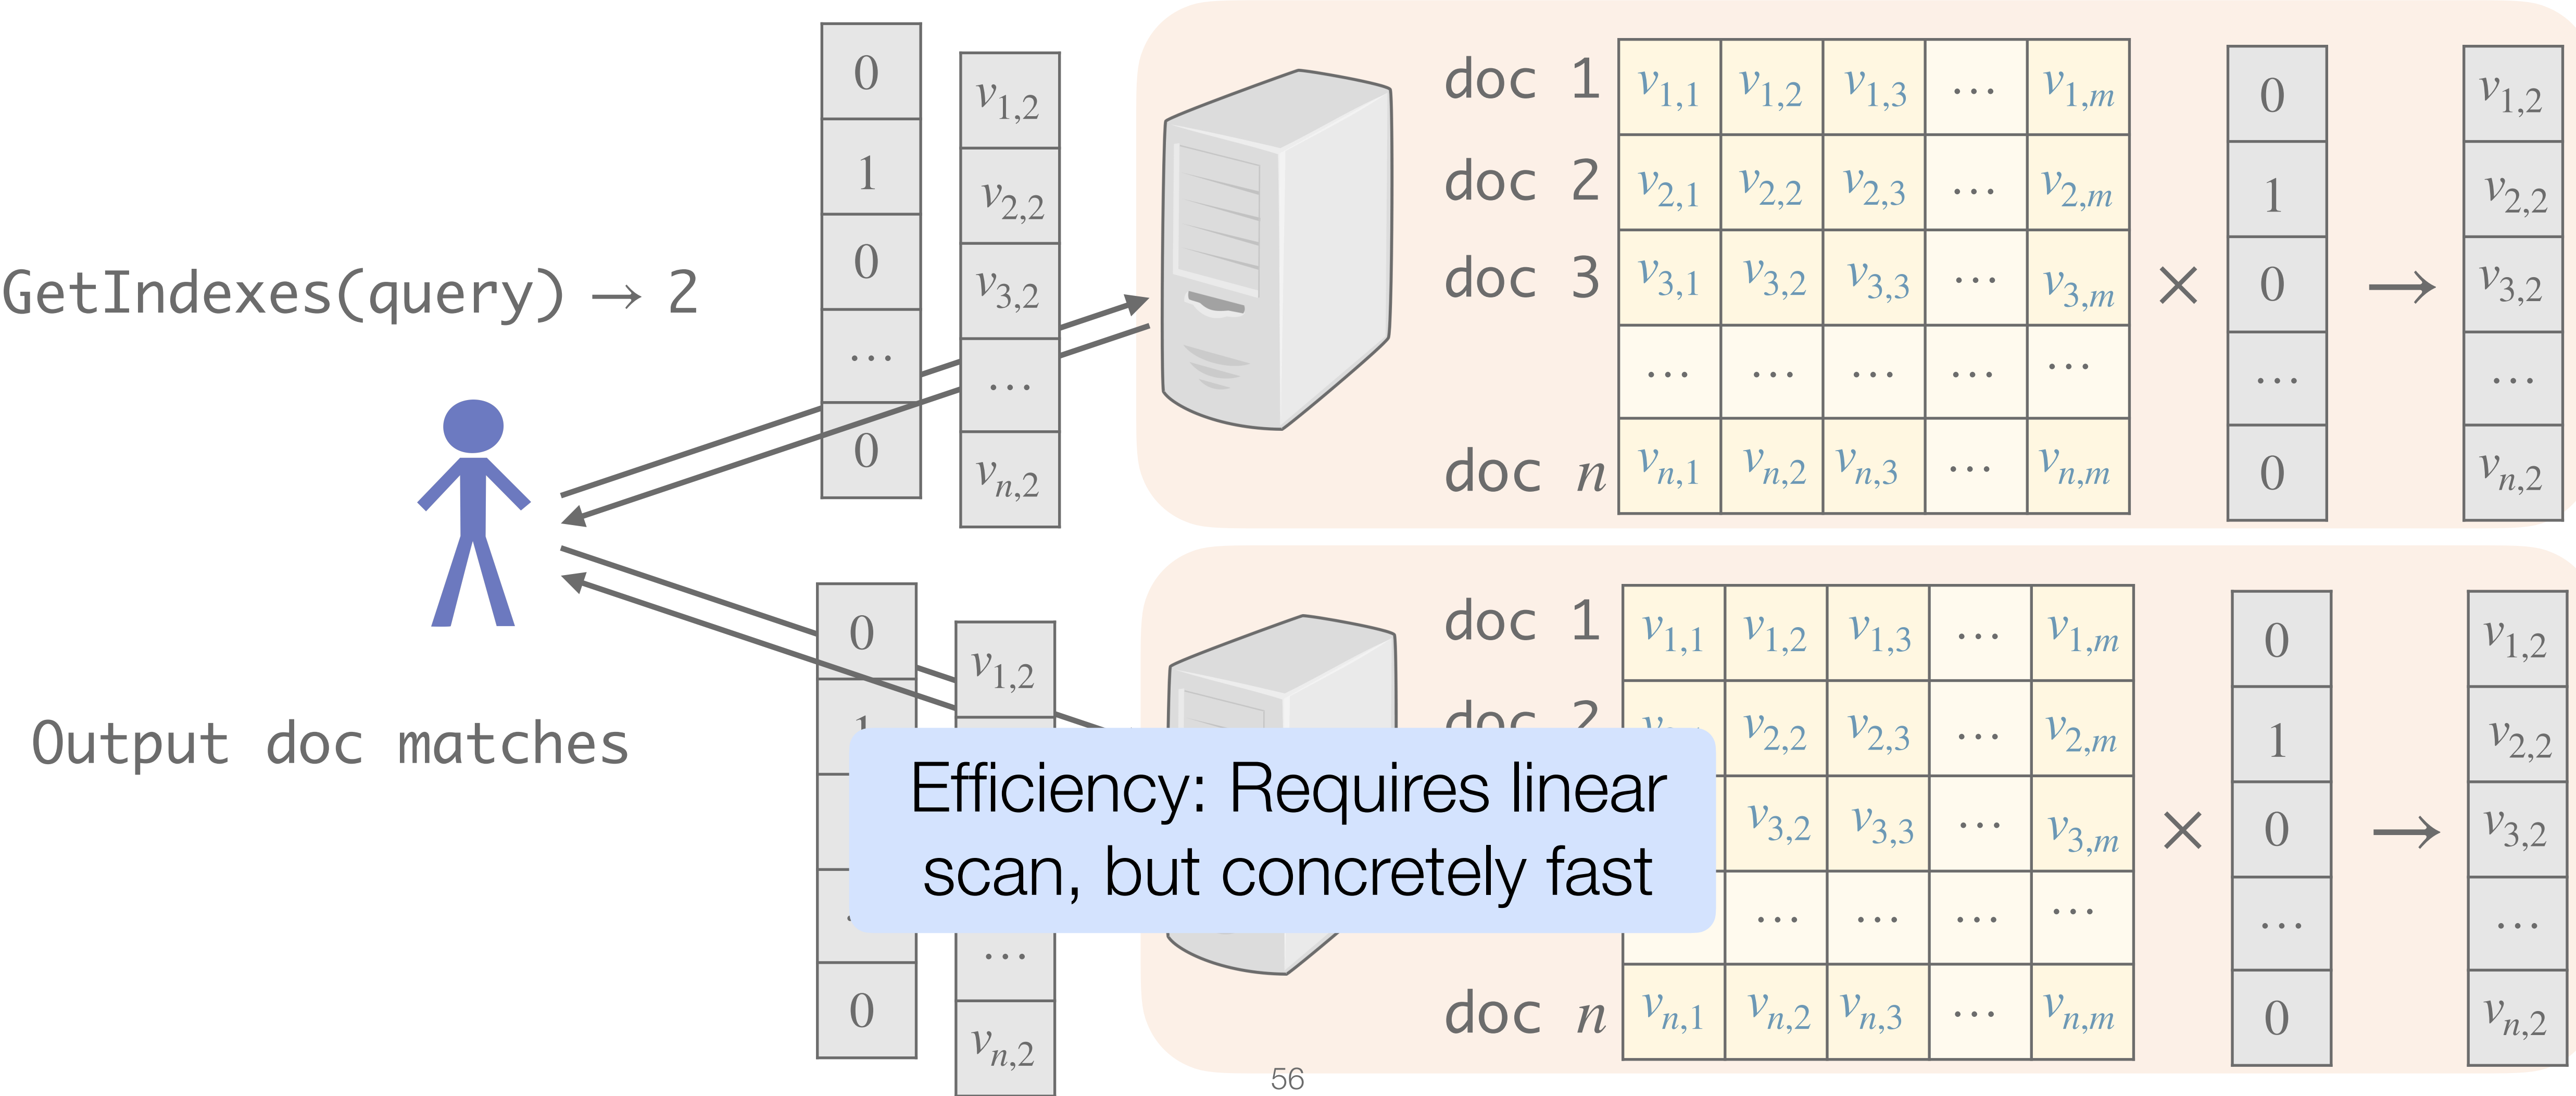 0
1
0
...
0
v1,2
v2,2
v3,2
...
vn,2
GetIndexes(query) → 2
doc 1 v1,1 v1,2 v1,3 ... v1,m
doc 2 v2,1 v2,2 v2,3 ... v2,m
doc 3 v3,1 v3,2 v3,3 ... v3,m
... ... ... ... ...
doc n vn,1 vn,2 vn,3 ... vn,m
×
0
1
0
...
0
→
v1,2
v2,2
v3,2
...
vn,2
Output doc matches
0
1
0
v1,2
...
vn,2
Efficiency: Requires linear
scan, but concretely fast
doc 1 v1,1 v1,2 v1,3 ... v1,m
doc 2 v2,2 v2,3 ... v2,m
v3,2 v3,3 ... v3,m
... ... ... ...
doc n vn,1 vn,2 vn,3 ... vn,m
×
0
1
0
...
0
→
v1,2
v2,2
v3,2
...
vn,2
56